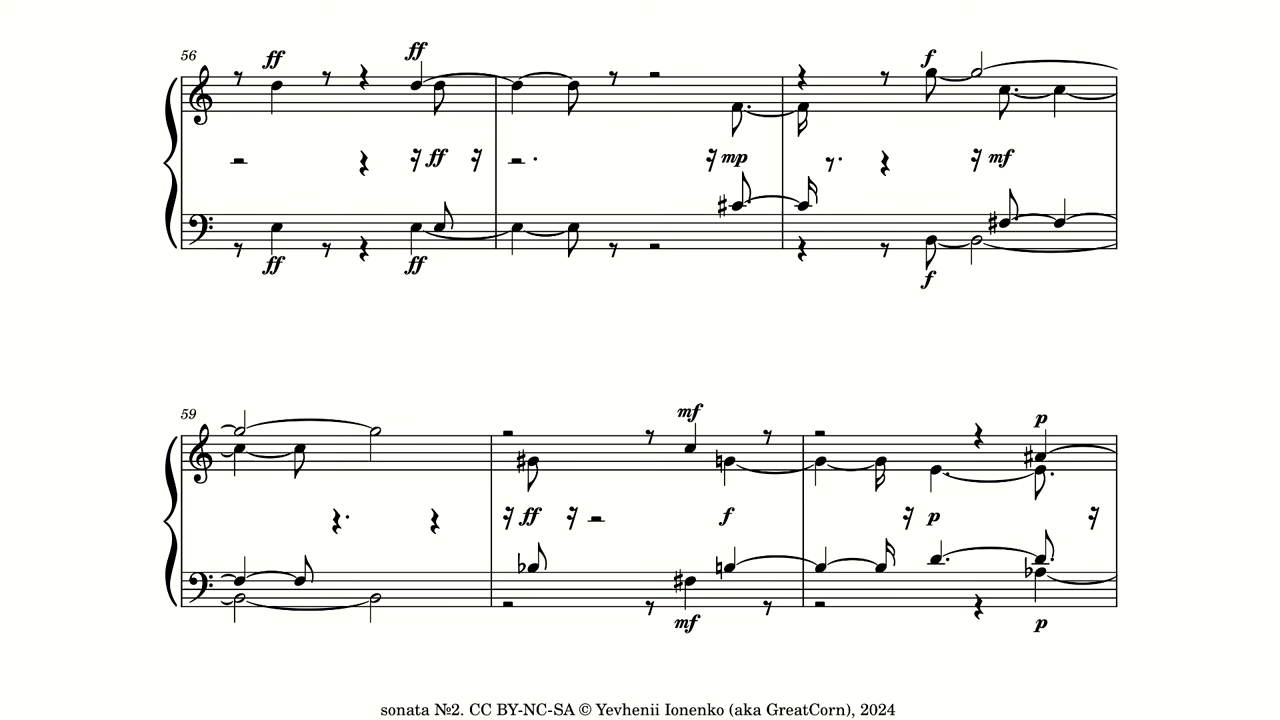 56
ff
ff
f
ff
mp
mf
ff
ff
f
59
mf
p
ff
f
p
mf
p
sonata №2. CC BY-NC-SA © Yevhenii Ionenko (aka GreatCorn), 2024